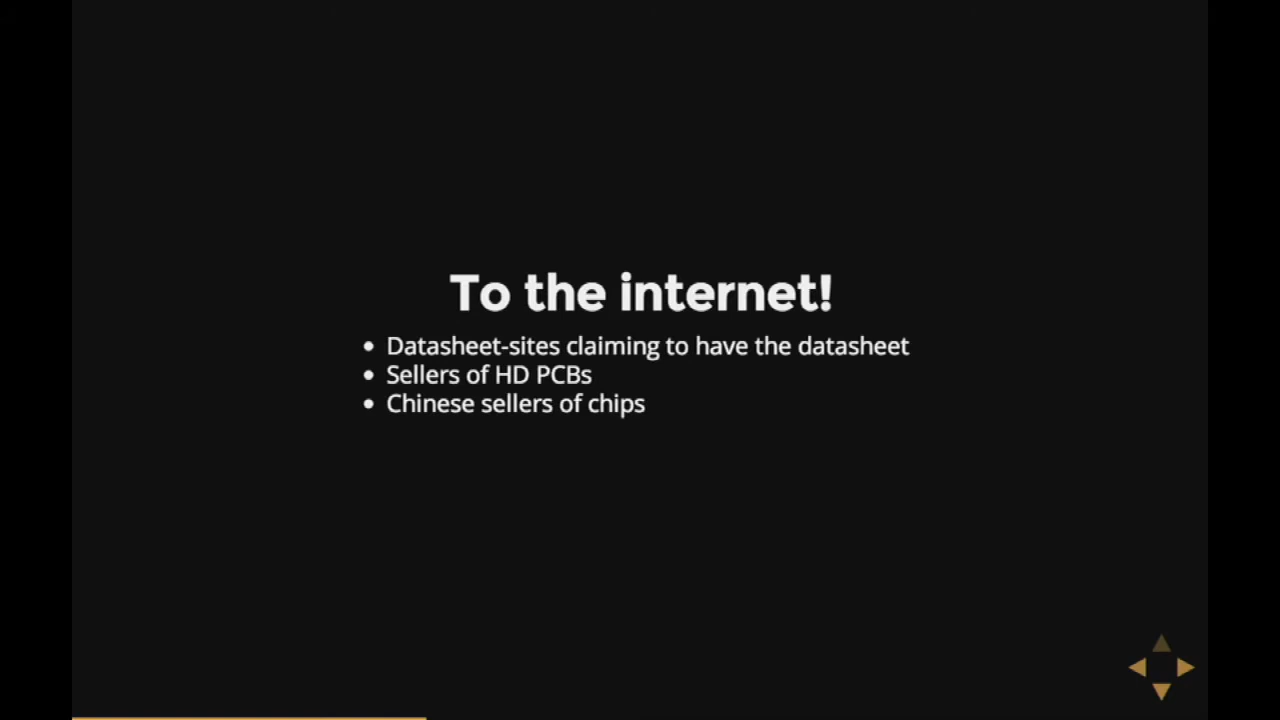 To the internet!
• Datasheet-sites claiming to have the datasheet
• Sellers of HD PCBs
• Chinese sellers of chips